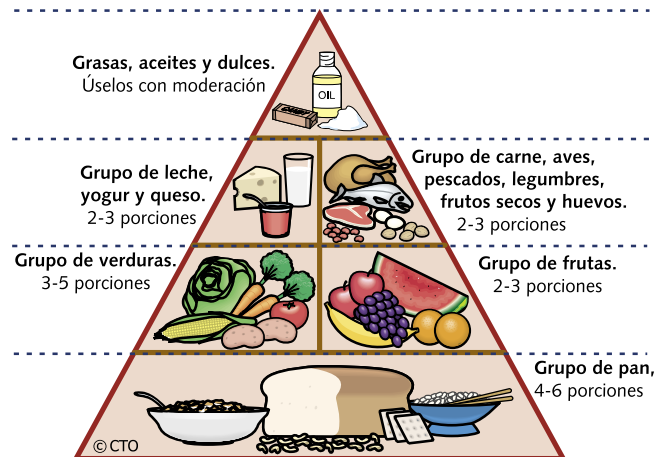 Grasas, aceites y dulces.
Úselos con moderación
OIL
Grupo de leche,
yogur y queso.
2-3 porciones
Grupo de carne, aves,
pescados, legumbres,
frutos secos y huevos.
2-3 porciones
Grupo de verduras.
3-5 porciones
Grupo de frutas.
2-3 porciones
Grupo de pan,
4-6 porciones
© CTO